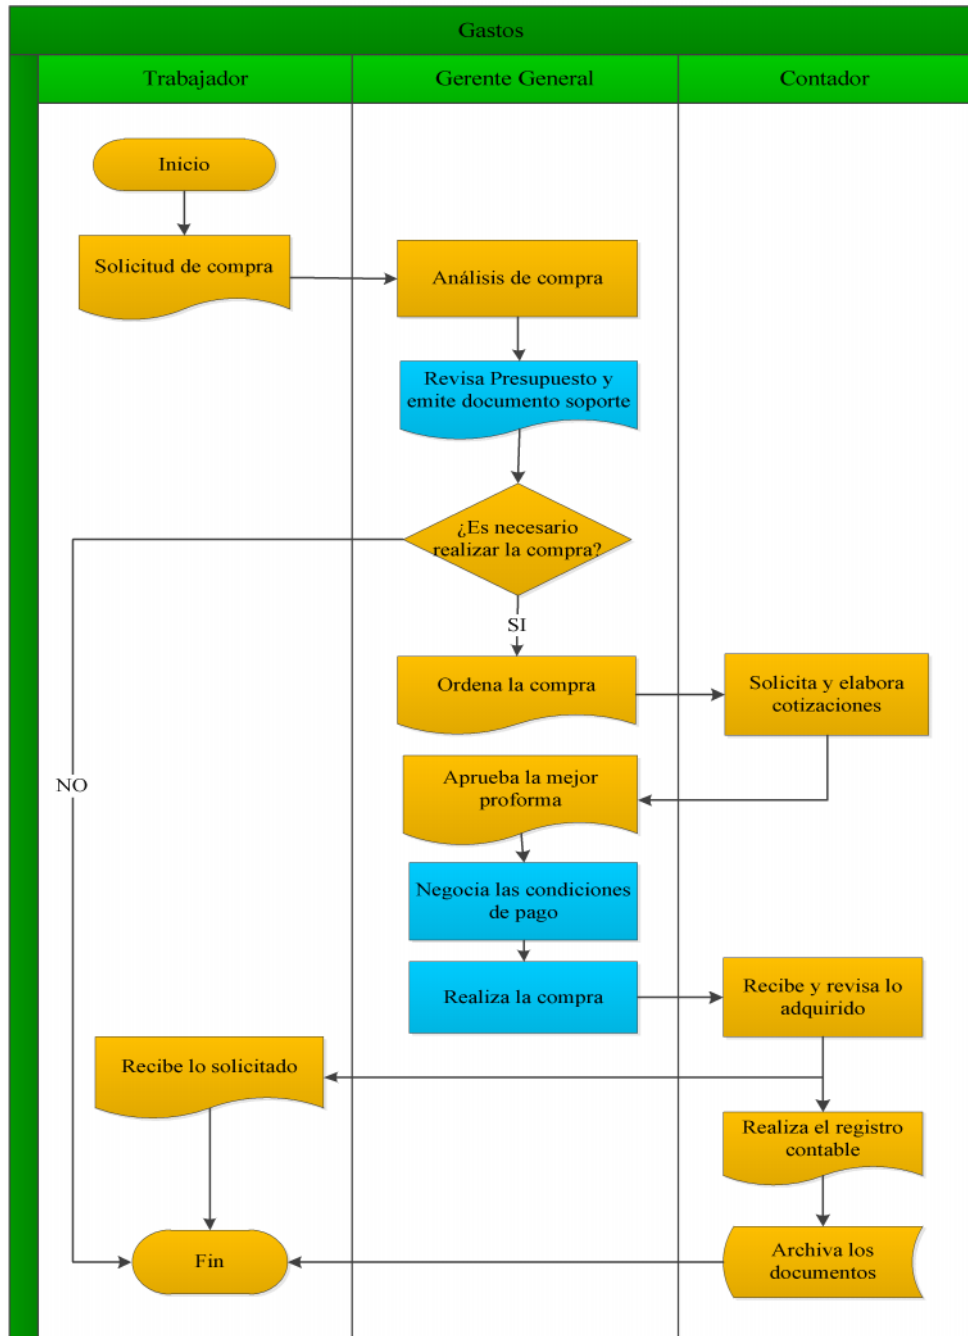 Gastos
Trabajador
Gerente General
Contador
Inicio
Solicitud de compra
Análisis de compra
Revisa Presupuesto y
emite documento soporte
¿Es necesario
realizar la compra?
SI
Ordena la compra
Solicita y elabora
cotizaciones
NO
Aprueba la mejor
proforma
Negocia las condiciones
de pago
Realiza la compra
Recibe y revisa lo
adquirido
Recibe lo solicitado
Realiza el registro
contable
Fin
Archiva los
documentos